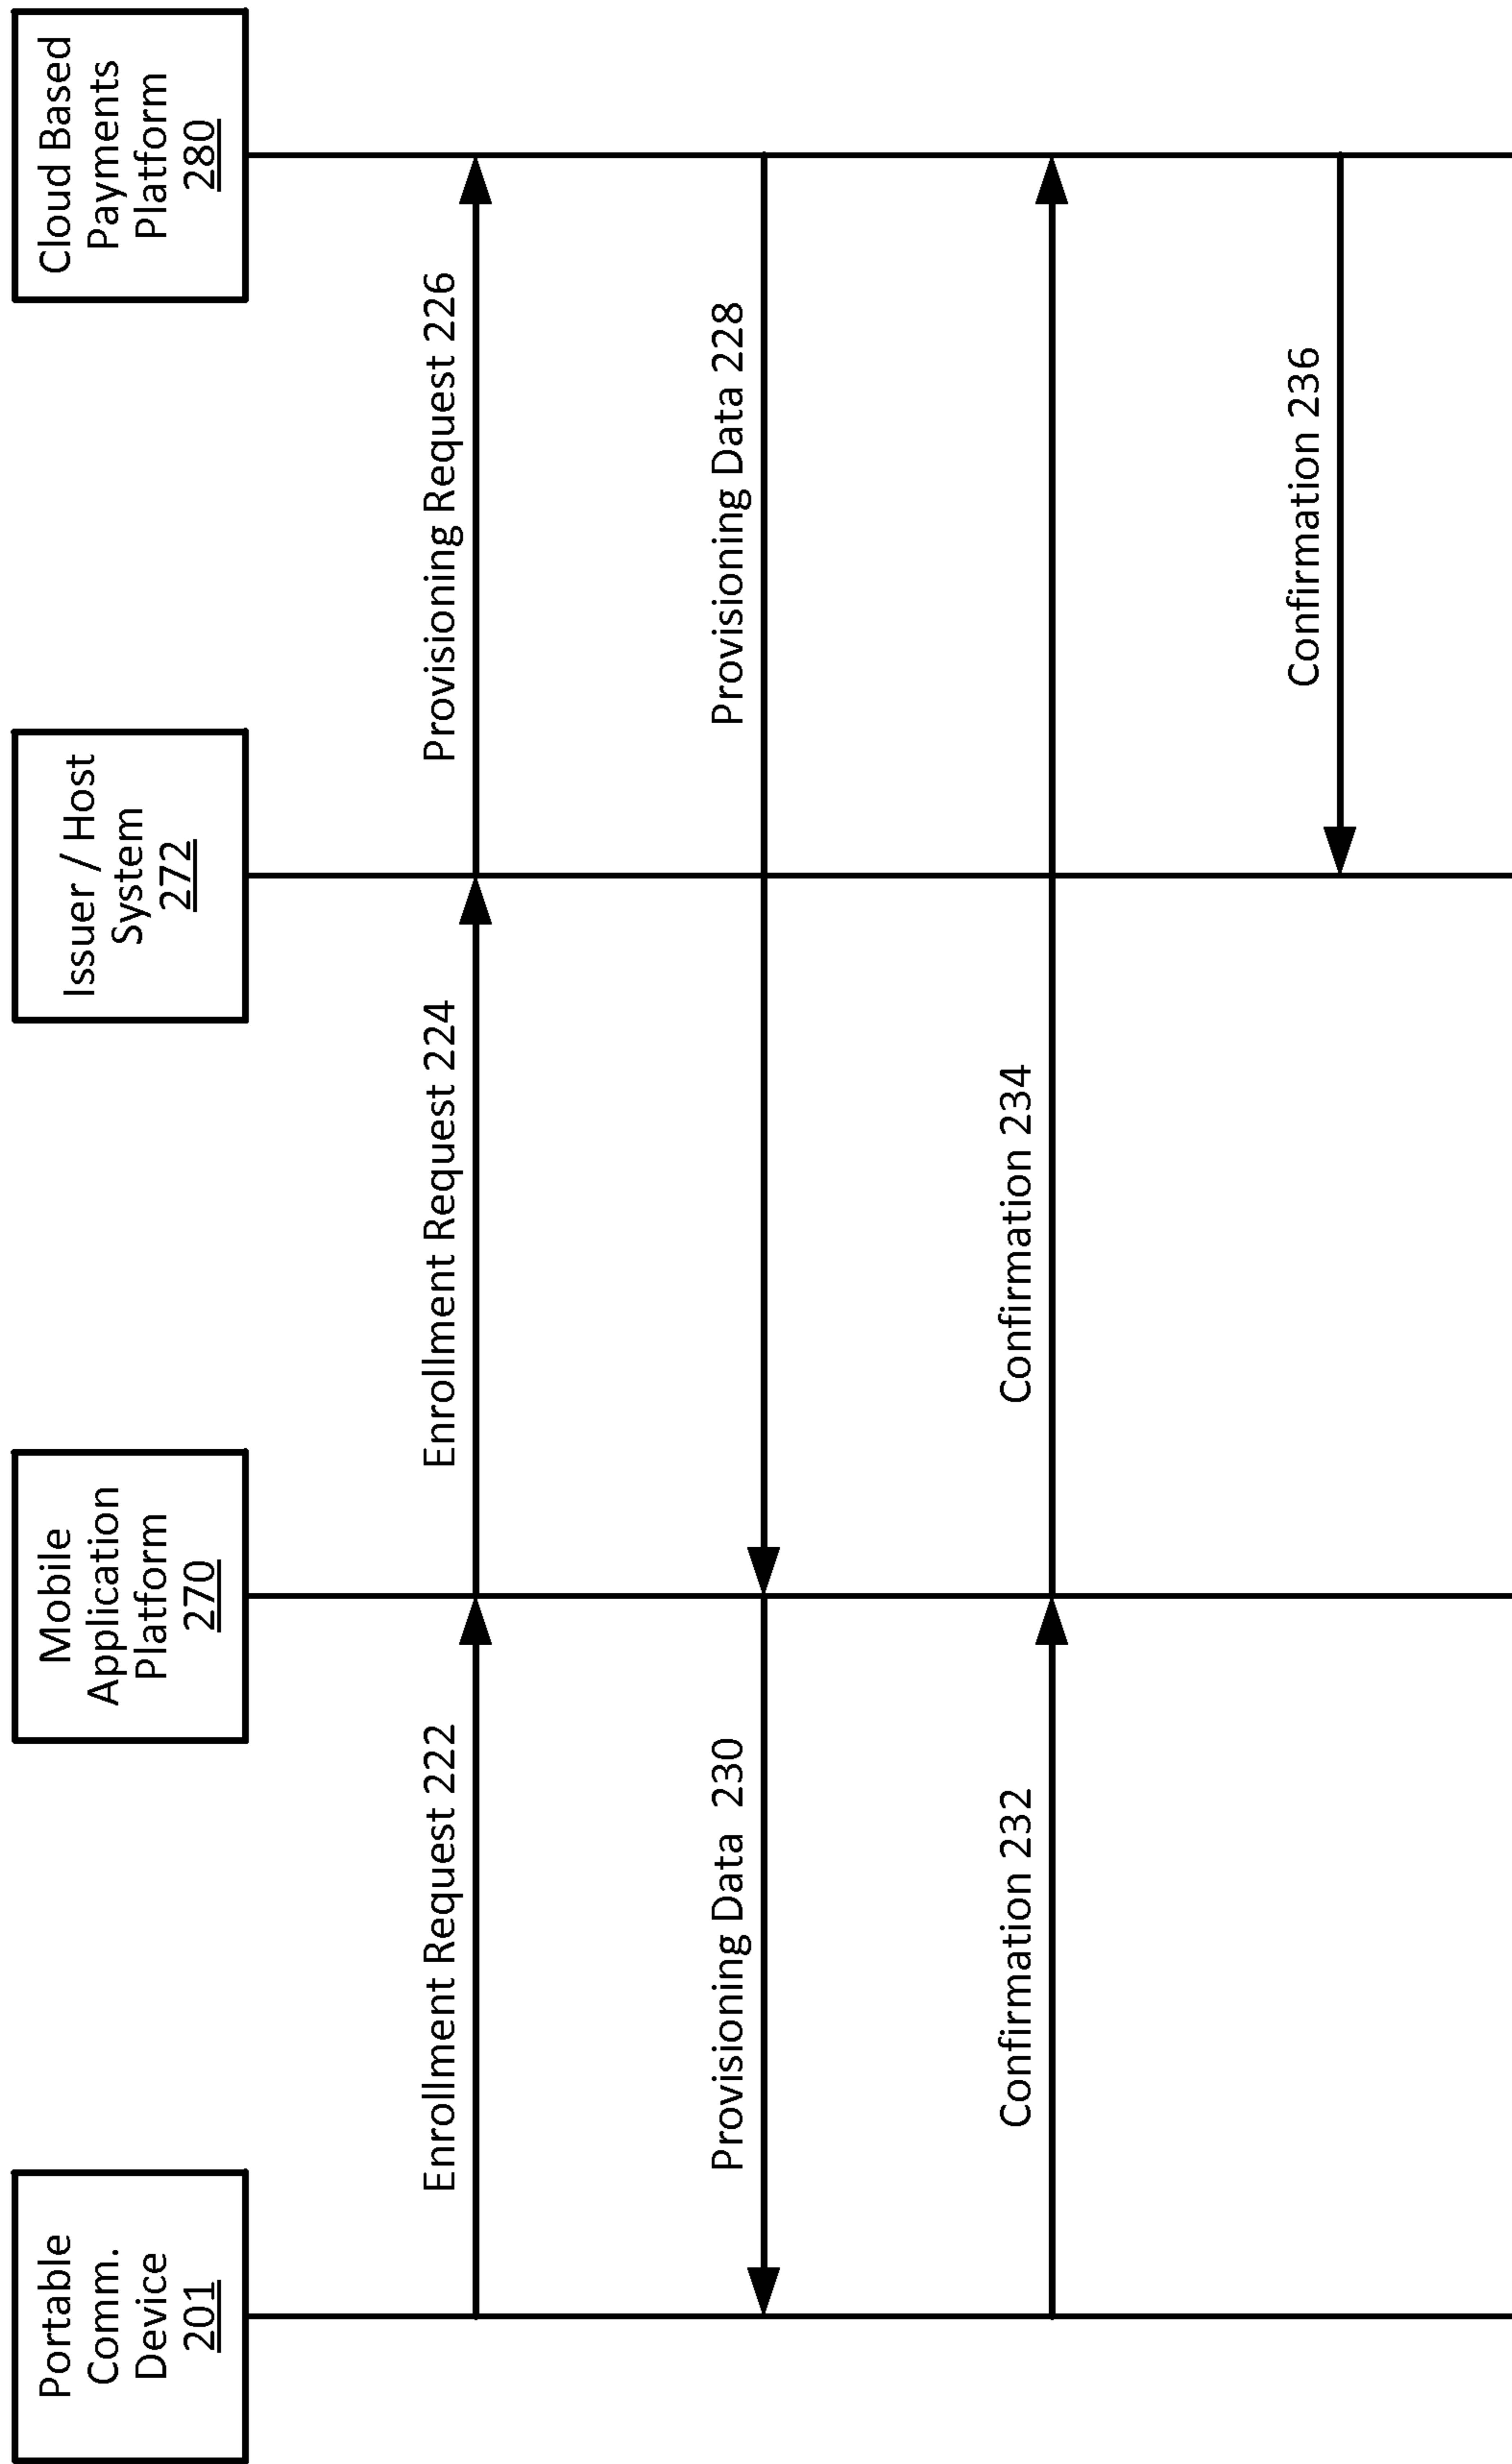 Portable
Comm.
Device
201
Mobile
Application
Platform
270
Issuer / Host
System
272
Cloud Based
Payments
Platform
280
Enrollment Request 222
Enrollment Request 224
Provisioning Request 226
Provisioning Data 230
Provisioning Data 228
Confirmation 232
Confirmation 234
Confirmation 236